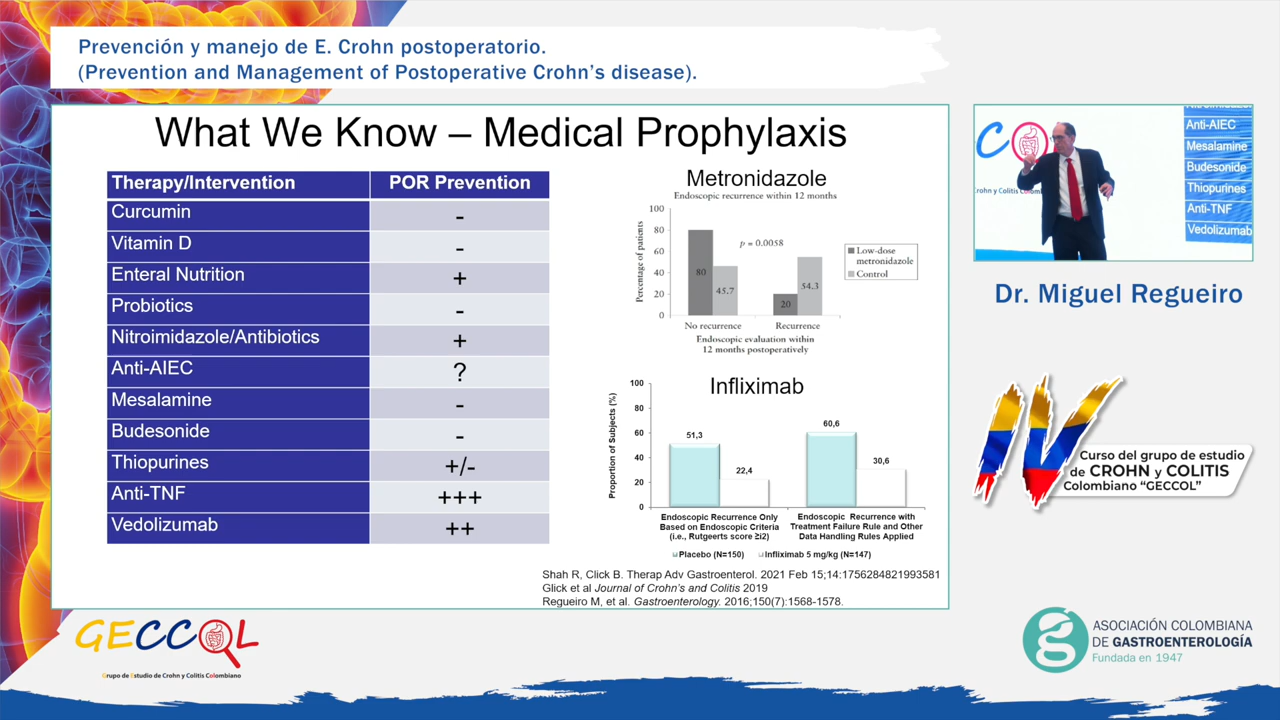 Prevención y manejo de E. Crohn postoperatorio.
(Prevention and Management of Postoperative Crohn's disease).
What We Know – Medical Prophylaxis
Therapy/Intervention POR Prevention
Curcumin -
Vitamin D -
Enteral Nutrition +
Probiotics -
Nitroimidazole/Antibiotics +
Anti-AIEC ?
Mesalamine -
Budesonide -
Thiopurines +/-
Anti-TNF +++
Vedolizumab ++
Metronidazole
Endoscopic recurrence within 12 months
Percentage of patients
100
80
60
40
20
0
p = 0.0058
80
45.7
20
54.3
Low-dose
metronidazole
Control
No recurrence Recurrence
Endoscopic evaluation within
12 months postoperatively
Infliximab
Proportion of Subjects (%)
100
80
60
40
20
0
51,3
22,4
60,6
30,6
Endoscopic Recurrence Only
Based on Endoscopic Criteria
(i.e., Rutgeerts score ≥i2)
Endoscopic Recurrence with
Treatment Failure Rule and Other
Data Handling Rules Applied
Placebo (N=150) Infliximab 5 mg/kg (N=147)
Shah R, Click B. Therap Adv Gastroenterol. 2021 Feb 15;14:1756284821993581
Glick et al Journal of Crohn's and Colitis 2019
Regueiro M, et al. Gastroenterology. 2016;150(7):1568-1578.
Anti-AIEC
Mesalamine
Budesonide
Thiopurines
Anti-TNF
Vedolizumab
Dr. Miguel Regueiro
IV
Curso del grupo de estudio
de CROHN y COLITIS
Colombiano "GECCOL"
GECCOL
Grupo de Estudio de Crohn y Colitis Colombiano
ASOCIACIÓN COLOMBIANA
DE GASTROENTEROLOGÍA
Fundada en 1947